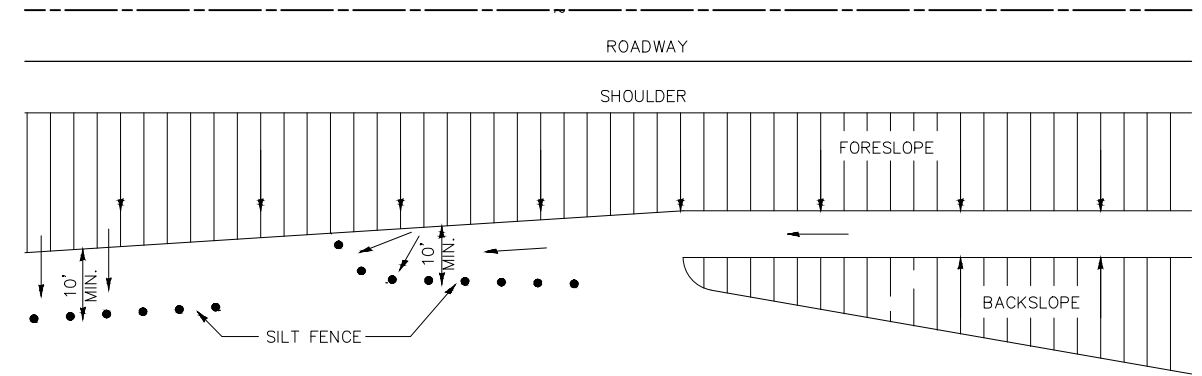 ROADWAY
SHOULDER
FORESLOPE
10'
MIN.
10'
MIN.
BACKSLOPE
SILT FENCE